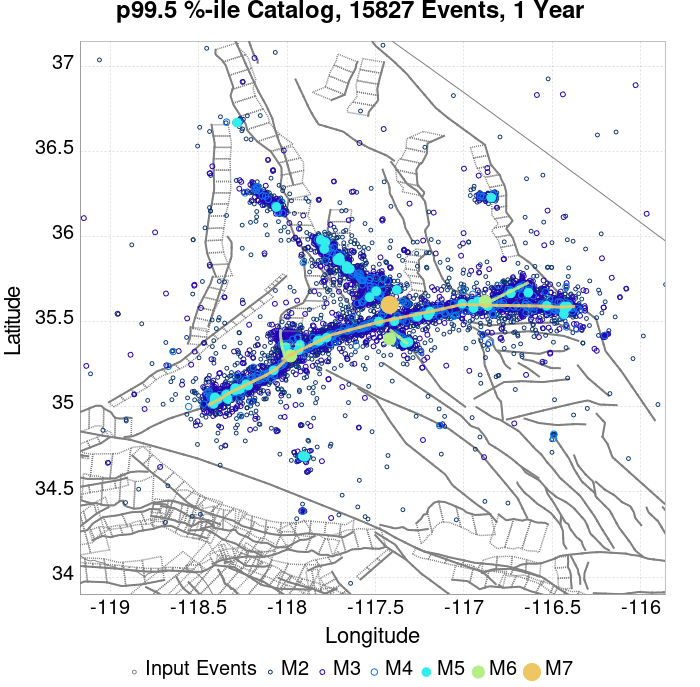 p99.5 %-ile Catalog, 15827 Events, 1 Year
37
36.5
36
35.5
35
34.5
34
Latitude
-119 -118.5 -118 -117.5 -117 -116.5 -116
Longitude
Input Events M2 M3 M4 M5 M6 M7